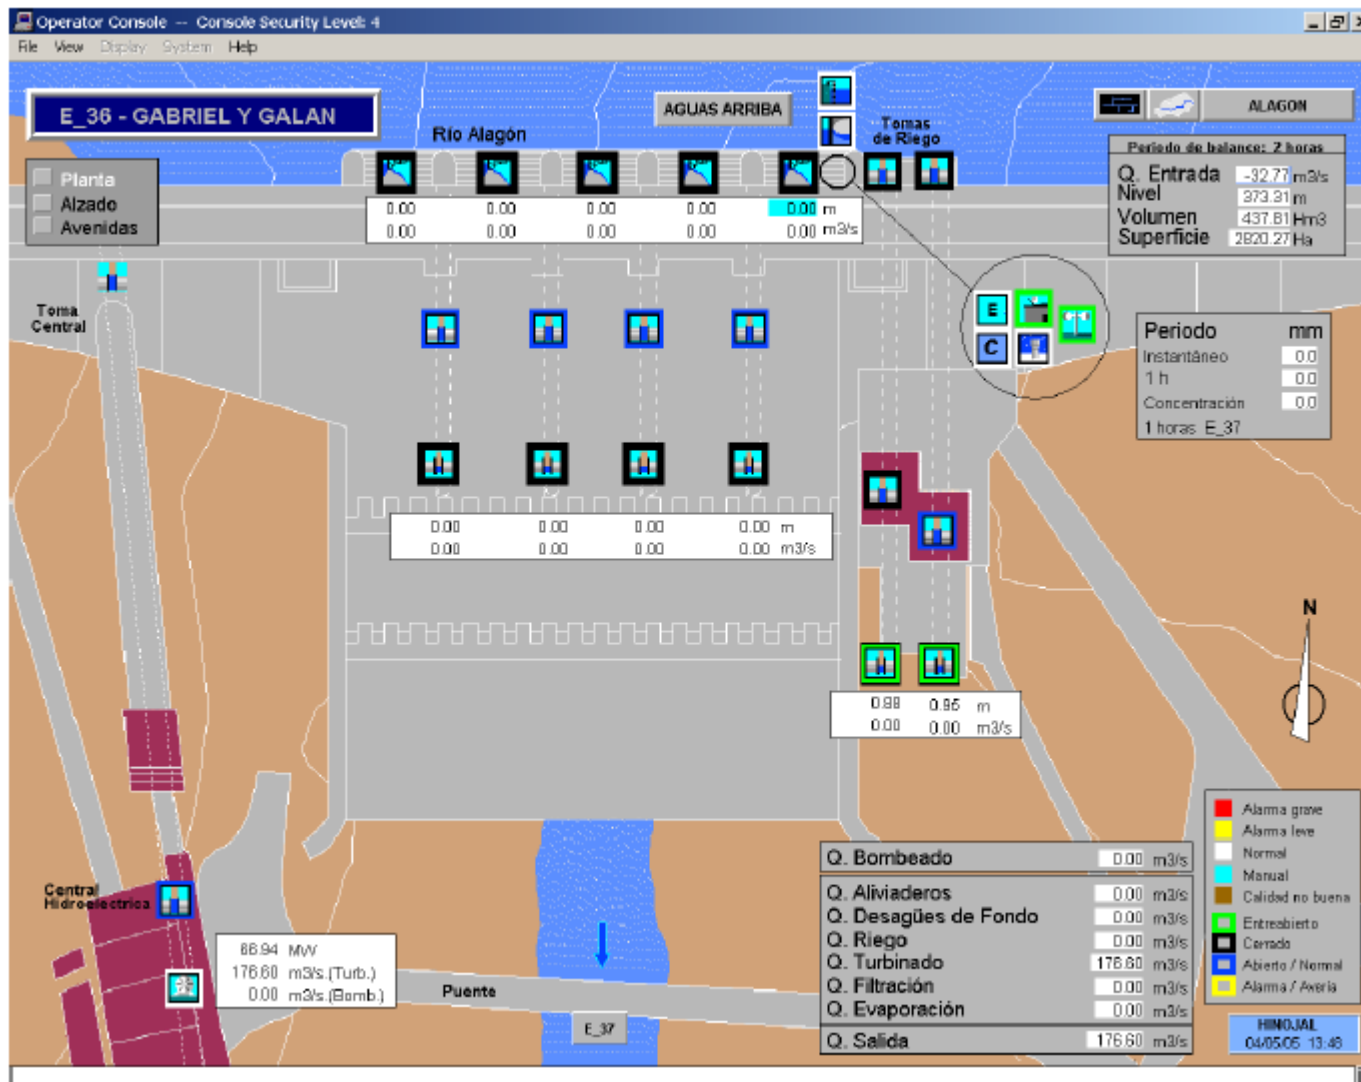 Operator Console -- Console Security Level: 4
File View Display System Help
E_36 - GABRIEL Y GALAN
AGUAS ARRIBA
ALAGON
Río Alagón
Tomas
de Riego
Planta
Alzado
Avenidas
Periodo de balance: 2 horas
Q. Entrada -32.77 m3/s
Nivel 373.31 m
Volumen 437.81 Hm3
Superficie 2820.27 Ha
0.00 0.00 0.00 0.00 0.00 m
0.00 0.00 0.00 0.00 0.00 m3/s
Toma
Central
E
C
Periodo mm
Instantáneo 0.0
1 h 0.0
Concentración 0.0
1 horas E_37
0.00 0.00 0.00 0.00 m
0.00 0.00 0.00 0.00 m3/s
N
0.98 0.95 m
0.00 0.00 m3/s
Alarma grave
Alarma leve
Normal
Manual
Calidad no buena
Entreabierto
Cerrado
Abierto / Normal
Alarma / Avería
Central
Hidroelectrica
66.94 MW
176.60 m3/s.(Turb.)
0.00 m3/s.(Bomb.)
Puente
E_37
Q. Bombeado 0.00 m3/s
Q. Aliviaderos 0.00 m3/s
Q. Desagües de Fondo 0.00 m3/s
Q. Riego 0.00 m3/s
Q. Turbinado 176.60 m3/s
Q. Filtración 0.00 m3/s
Q. Evaporación 0.00 m3/s
Q. Salida 176.60 m3/s
HINOJAL
04/05/05 13:48